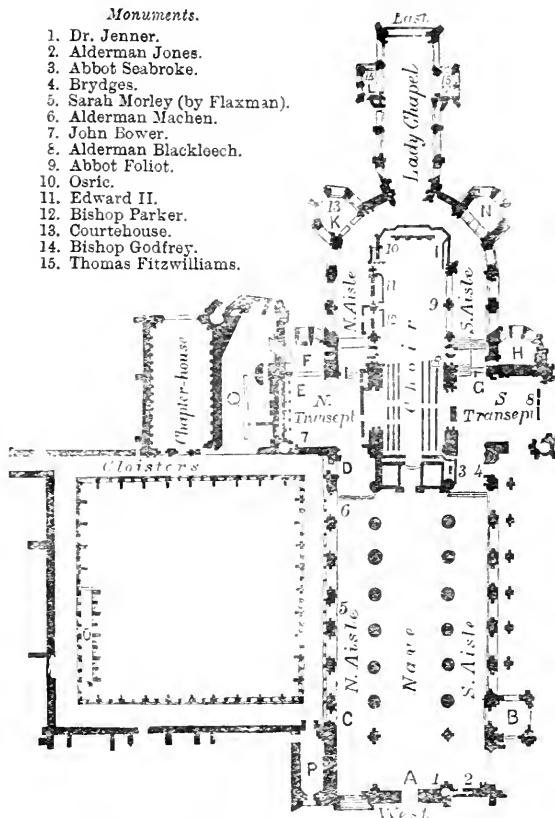 Monuments.
1. Dr. Jenner.
2. Alderman Jones.
3. Abbot Seabroke.
4. Brydges.
5. Sarah Morley (by Flaxman).
6. Alderman Machen.
7. John Bower.
8. Alderman Blackleech.
9. Abbot Foliot.
10. Osric.
11. Edward II.
12. Bishop Parker.
13. Courtehouse.
14. Bishop Godfrey.
15. Thomas Fitzwilliams.
East
Lady Chapel
13
K
N
10
11
N. Aisle
9
S. Aisle
Choir
Chapter-house
Q
F
E
N.
Transept
7
H
G
S
Transept
8
Cloisters
D
3 4
6
5
N. Aisle
Nave
S. Aisle
C
B
P
A
1
2
West